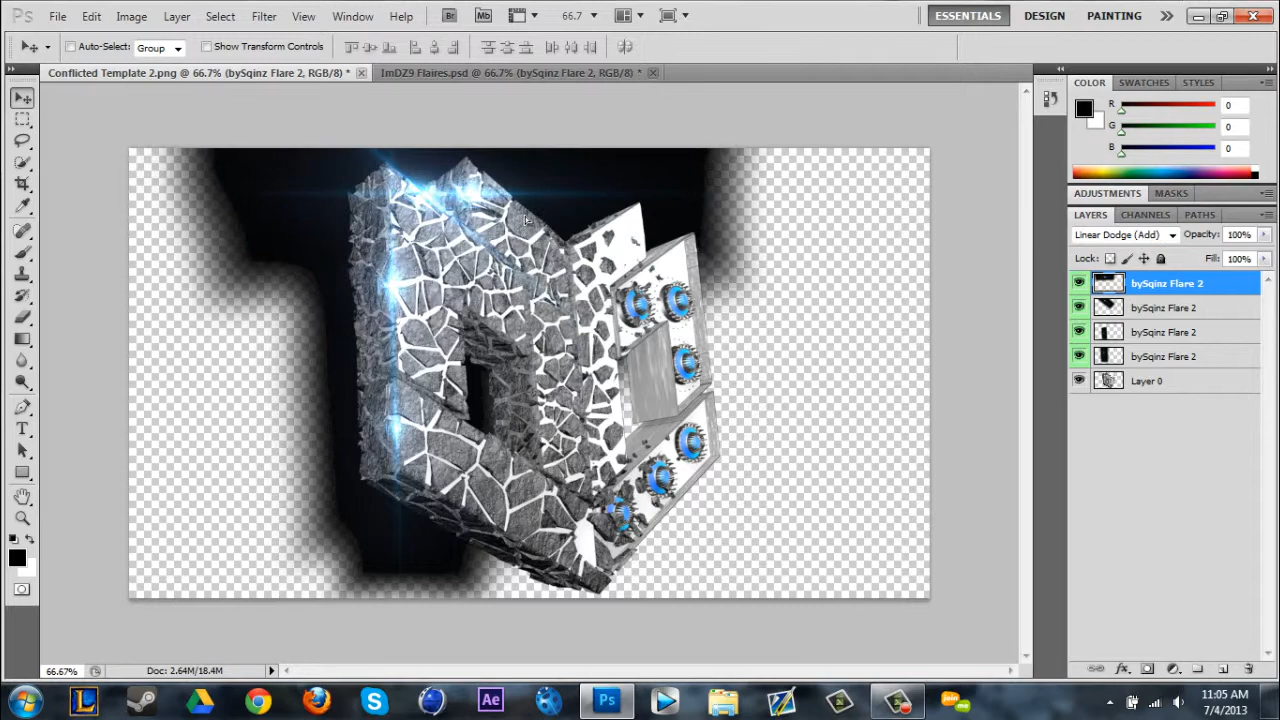 Ps File Edit Image Layer Select Filter View Window Help Br Mb 66.7 ESSENTIALS DESIGN PAINTING
Auto-Select: Group Show Transform Controls
Conflicted Template 2.png @ 66.7% (bySqinz Flare 2, RGB/8) * ImDZ9 Flaires.psd @ 66.7% (bySqinz Flare 2, RGB/8) *
COLOR SWATCHES STYLES
R 0
G 0
B 0
ADJUSTMENTS MASKS
LAYERS CHANNELS PATHS
Linear Dodge (Add) Opacity: 100%
Lock: Fill: 100%
bySqinz Flare 2
bySqinz Flare 2
bySqinz Flare 2
bySqinz Flare 2
Layer 0
66.67% Doc: 2.64M/18.4M
L S Ae Ps
11:05 AM
7/4/2013